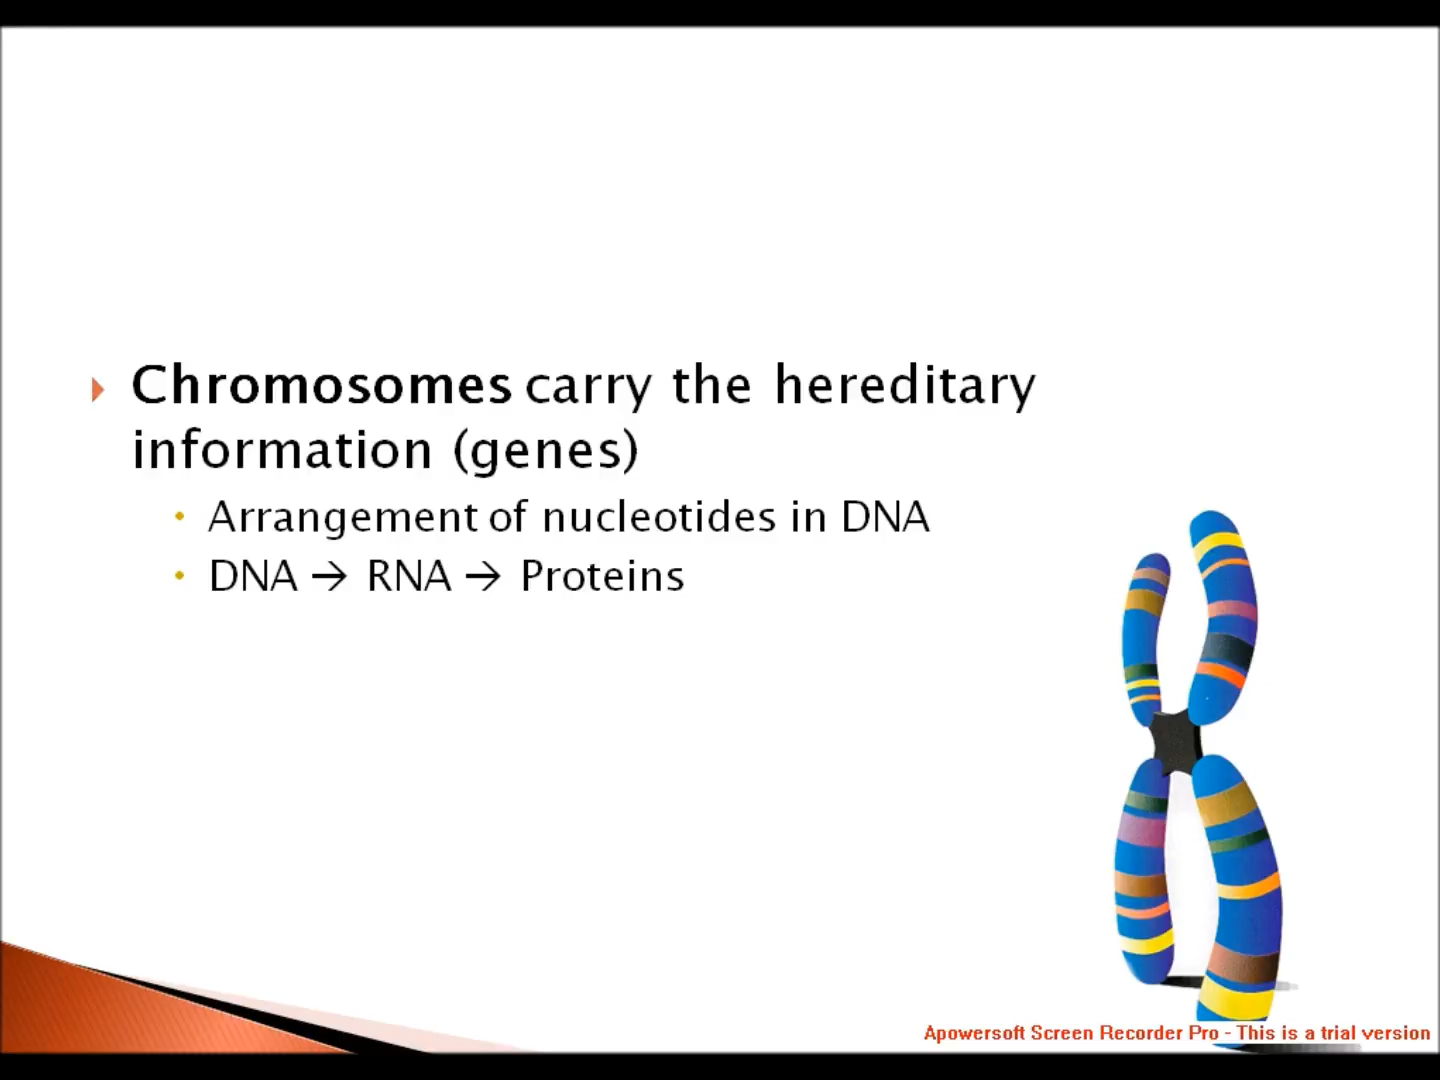 Chromosomes carry the hereditary
information (genes)
• Arrangement of nucleotides in DNA
• DNA → RNA → Proteins
Apowersoft Screen Recorder Pro - This is a trial version